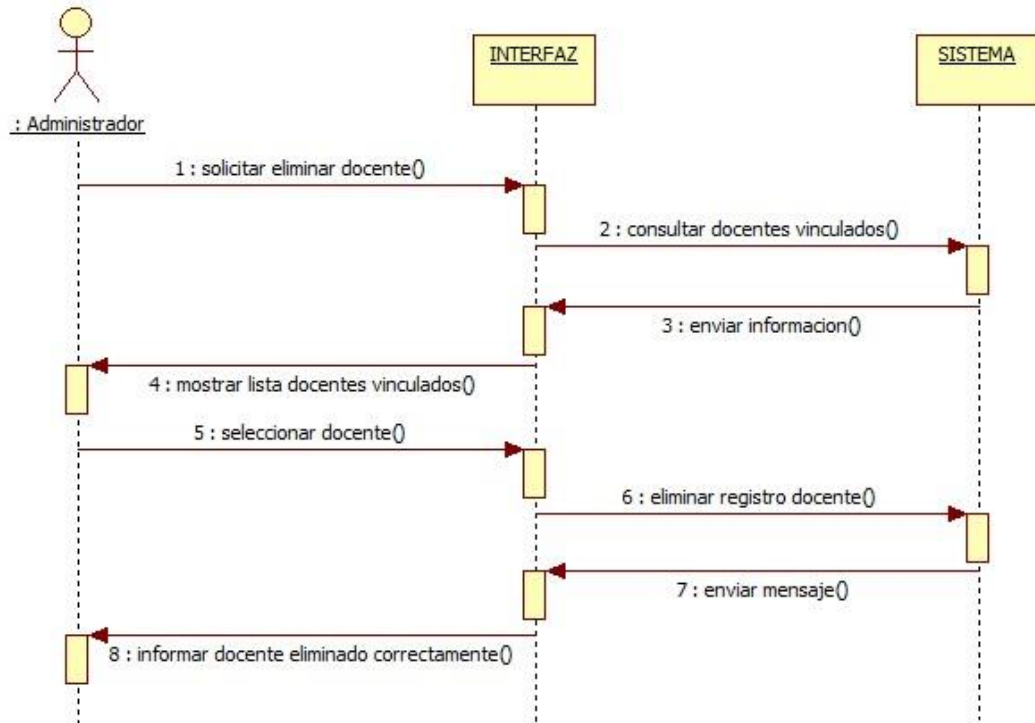 INTERFAZ
SISTEMA
: Administrador
1 : solicitar eliminar docente()
2 : consultar docentes vinculados()
3 : enviar informacion()
4 : mostrar lista docentes vinculados()
5 : seleccionar docente()
6 : eliminar registro docente()
7 : enviar mensaje()
8 : informar docente eliminado correctamente()